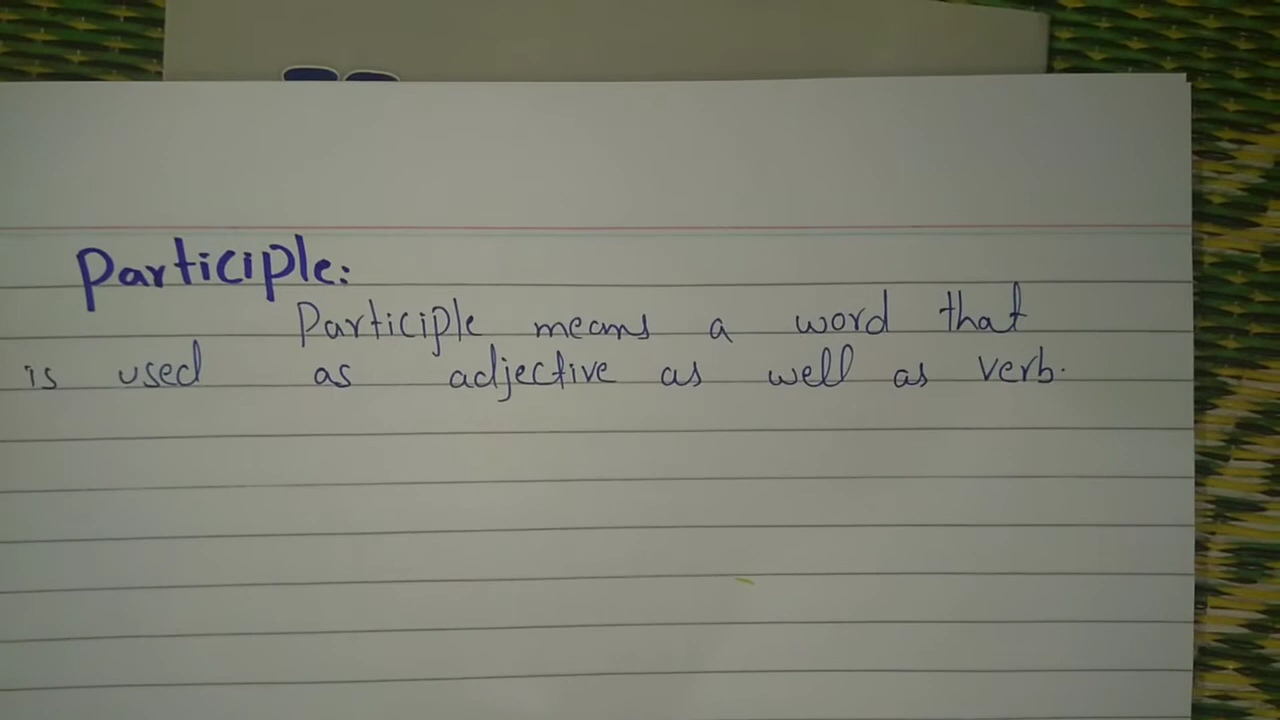 Participle:
Participle means a word that
is used as adjective as well as verb.